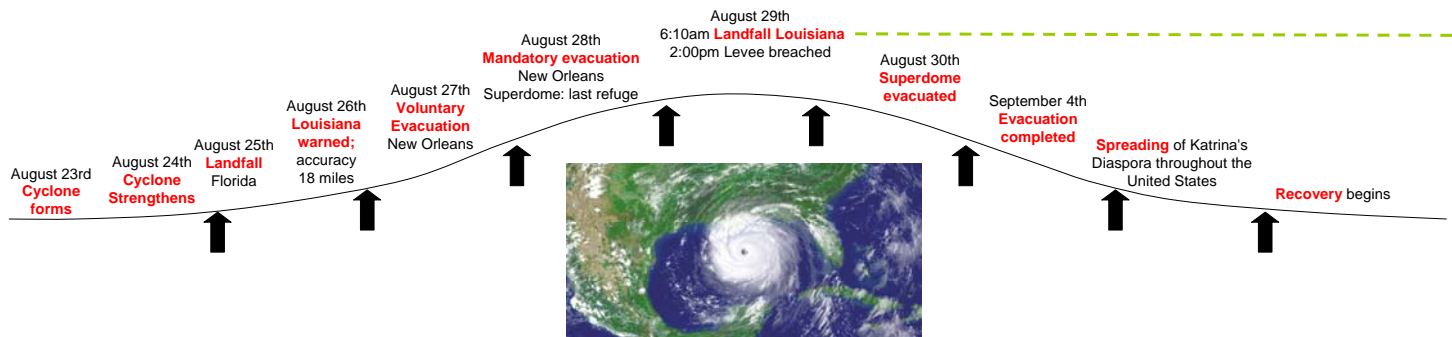 August 23rd
Cyclone
forms
August 24th
Cyclone
Strengthens
August 25th
Landfall
Florida
August 26th
Louisiana
warned;
accuracy
18 miles
August 27th
Voluntary
Evacuation
New Orleans
August 28th
Mandatory evacuation
New Orleans
Superdome: last refuge
August 29th
6:10am Landfall Louisiana
2:00pm Levee breached
August 30th
Superdome
evacuated
September 4th
Evacuation
completed
Spreading of Katrina's
Diaspora throughout the
United States
Recovery begins